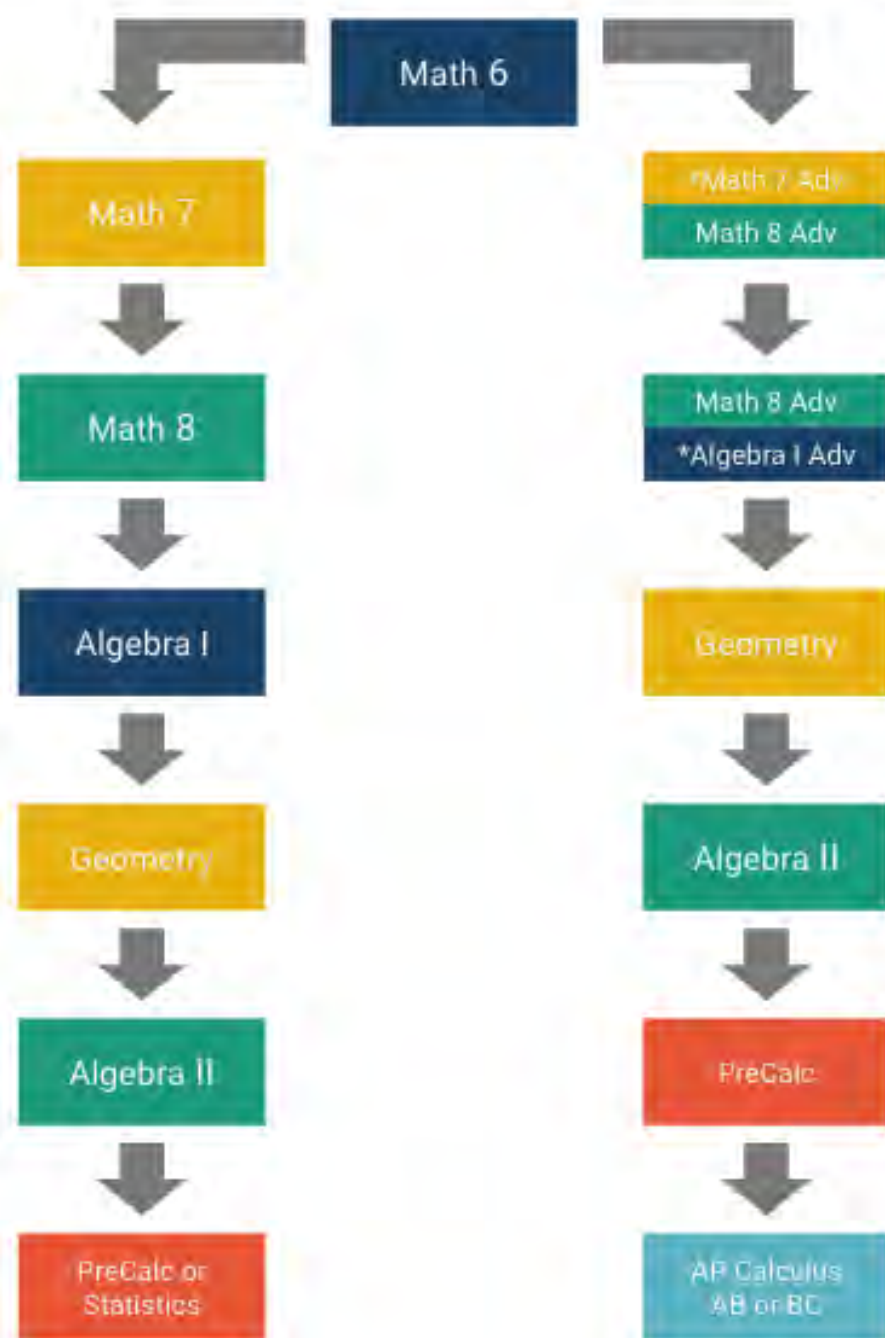 Math 6
Math 7
*Math 7 Adv
Math 8 Adv
Math 8
Math 8 Adv
*Algebra I Adv
Algebra I
Geometry
Geometry
Algebra II
Algebra II
PreCalc
PreCalc or
Statistics
AP Calculus
AB or BC